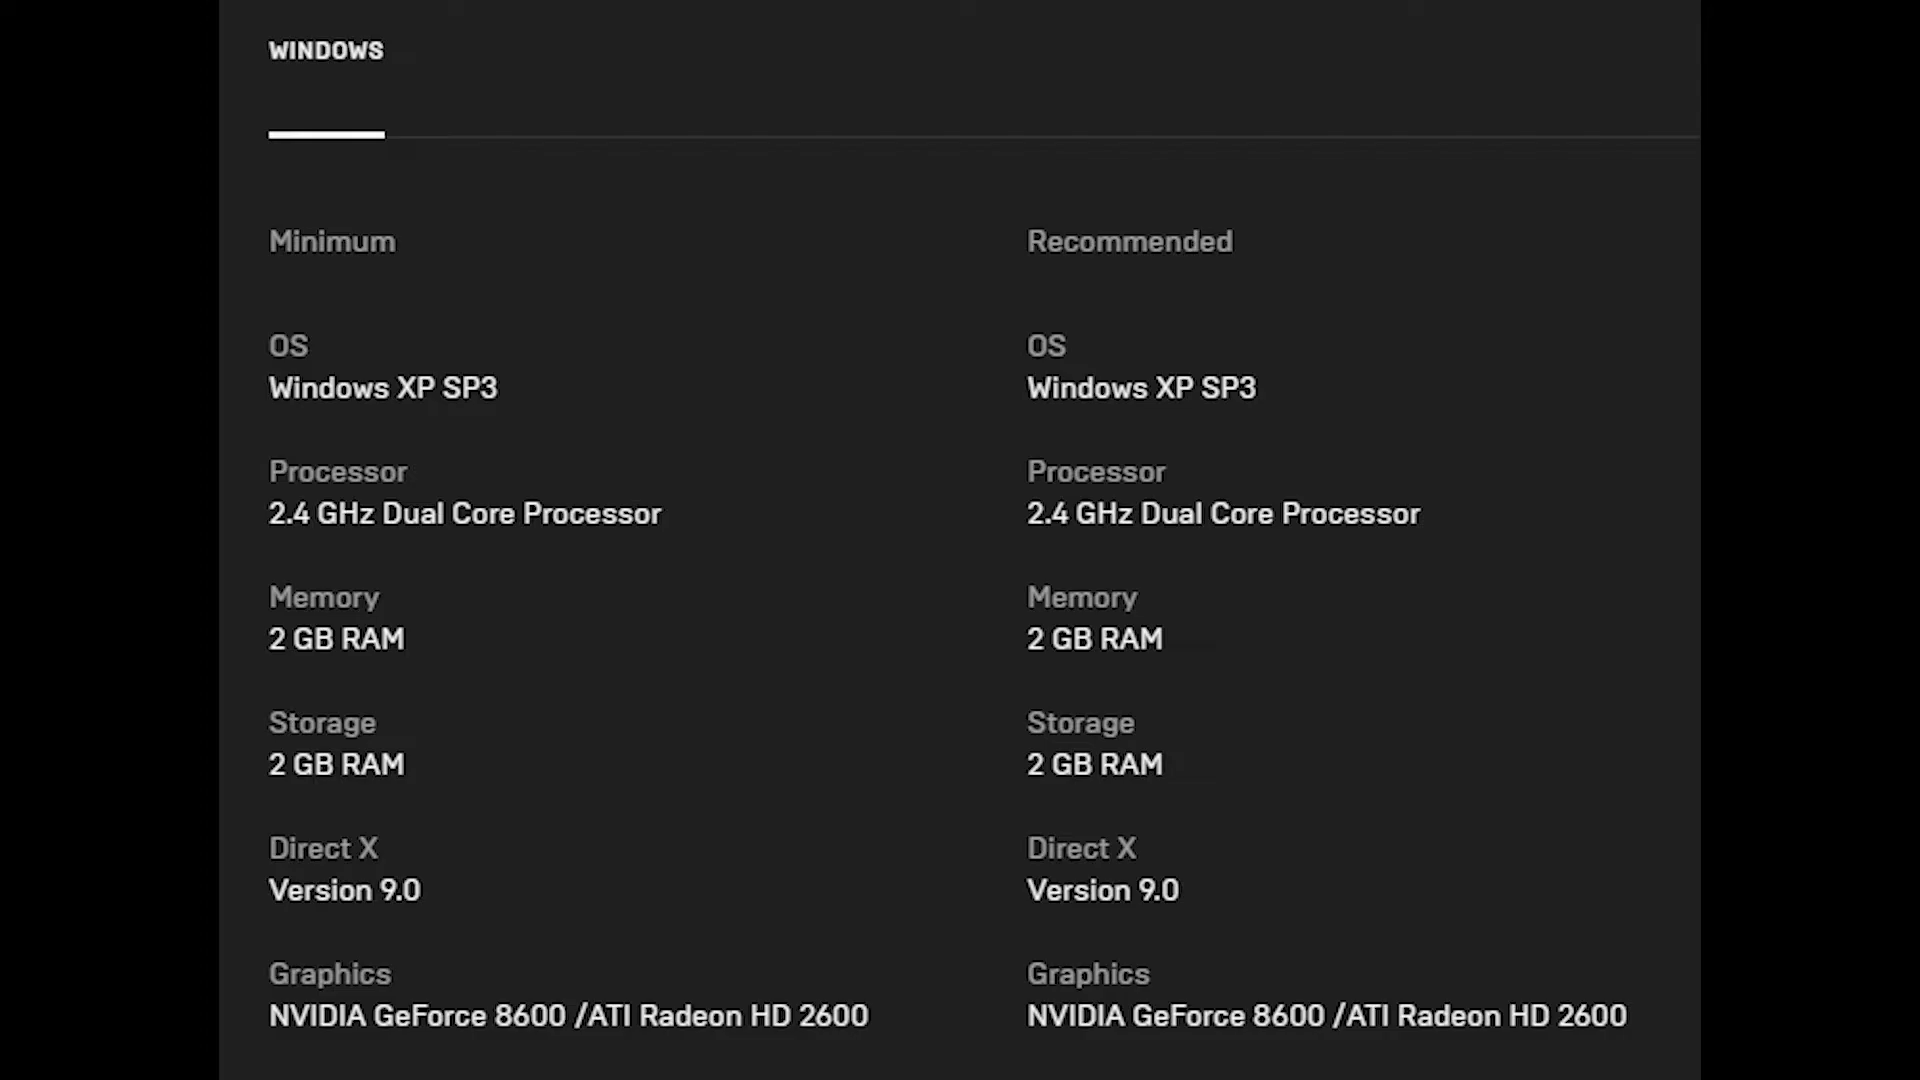 WINDOWS
Minimum
Recommended
OS
Windows XP SP3
OS
Windows XP SP3
Processor
2.4 GHz Dual Core Processor
Processor
2.4 GHz Dual Core Processor
Memory
2 GB RAM
Memory
2 GB RAM
Storage
2 GB RAM
Storage
2 GB RAM
Direct X
Version 9.0
Direct X
Version 9.0
Graphics
NVIDIA GeForce 8600 /ATI Radeon HD 2600
Graphics
NVIDIA GeForce 8600 /ATI Radeon HD 2600